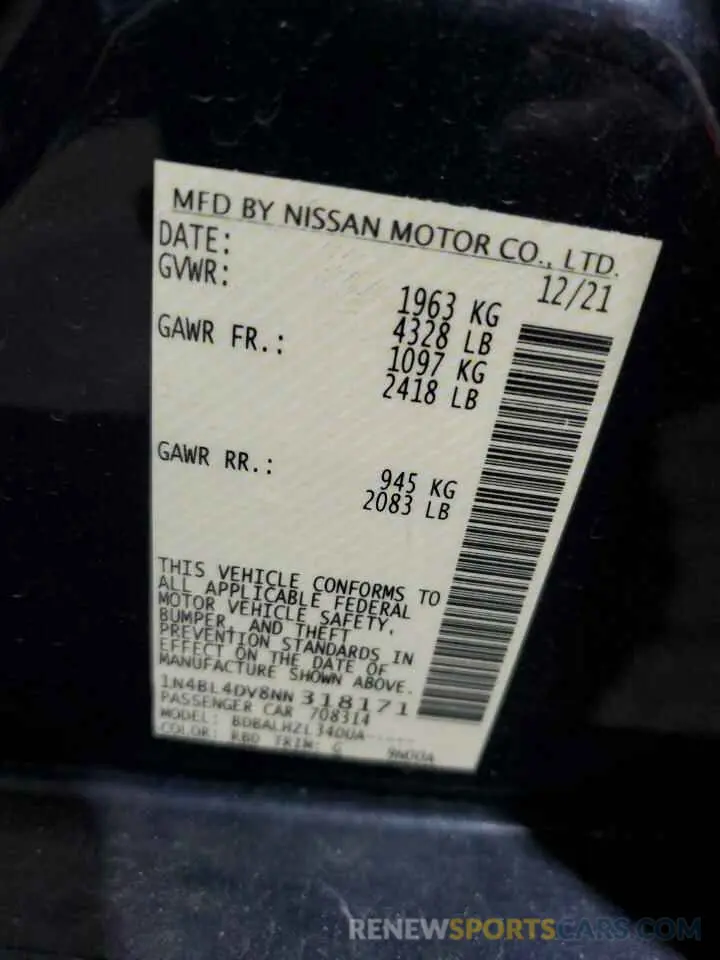 MFD BY NISSAN MOTOR CO., LTD.
DATE: 12/21
GVWR: 1963 KG
4328 LB
GAWR FR.: 1097 KG
2418 LB
GAWR RR.: 945 KG
2083 LB
THIS VEHICLE CONFORMS TO
ALL APPLICABLE FEDERAL
MOTOR VEHICLE SAFETY,
BUMPER, AND THEFT
PREVENTION STANDARDS IN
EFFECT ON THE DATE OF
MANUFACTURE SHOWN ABOVE.
1N4BL4DV8NN318171
PASSENGER CAR 708314
MODEL: BDBALHZL34DUA-----
COLOR: RBD TRIM: G
RENEWSPORTSCARS.COM